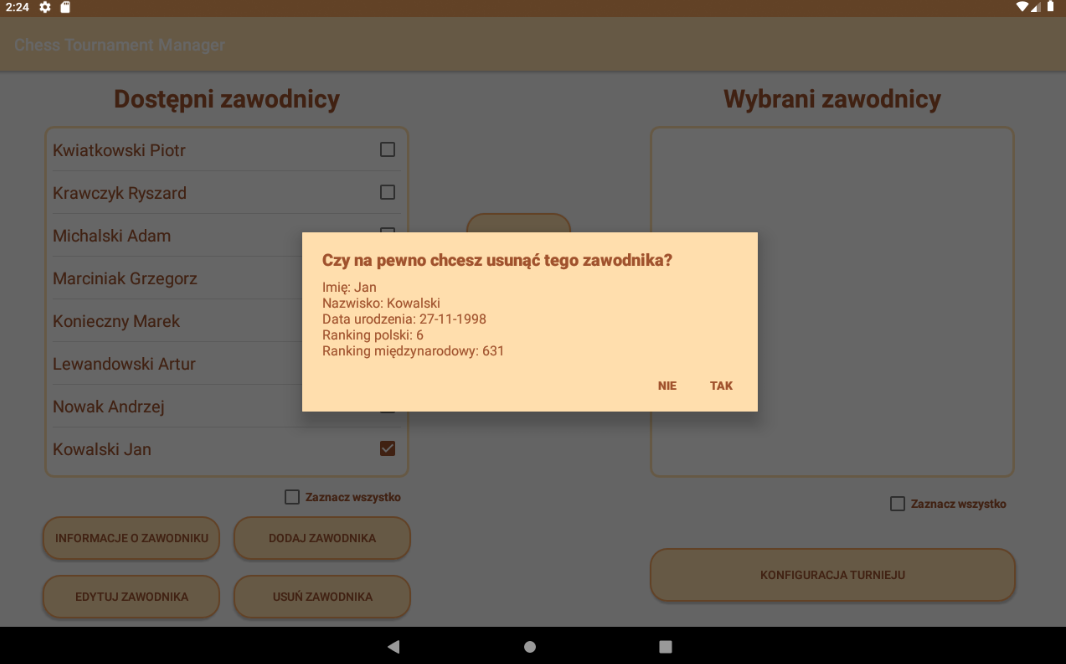 2:24
Chess Tournament Manager
Dostępni zawodnicy
Wybrani zawodnicy
Kwiatkowski Piotr
Krawczyk Ryszard
Michalski Adam
Marciniak Grzegorz
Konieczny Marek
Lewandowski Artur
Nowak Andrzej
Kowalski Jan
Czy na pewno chcesz usunąć tego zawodnika?
Imię: Jan
Nazwisko: Kowalski
Data urodzenia: 27-11-1998
Ranking polski: 6
Ranking międzynarodowy: 631
NIE TAK
Zaznacz wszystko
Zaznacz wszystko
INFORMACJE O ZAWODNIKU
DODAJ ZAWODNIKA
EDYTUJ ZAWODNIKA
USUŃ ZAWODNIKA
KONFIGURACJA TURNIEJU